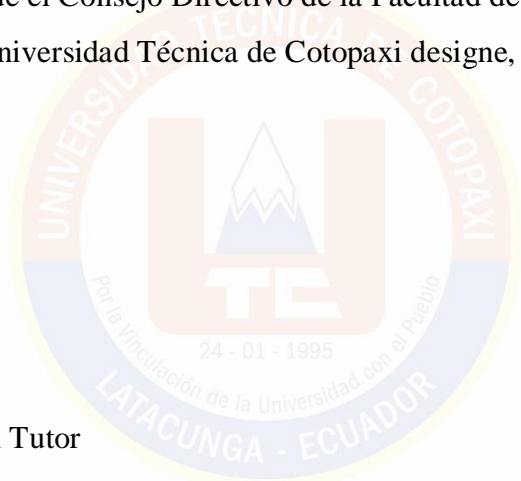 e el Consejo Directivo de la Facultad de
niversidad Técnica de Cotopaxi designe,
UNIVERSIDAD TÉCNICA DE COTOPAXI
UTC
24 - 01 - 1995
Por la Vinculación de la Universidad con el Pueblo
LATACUNGA - ECUADOR
Tutor